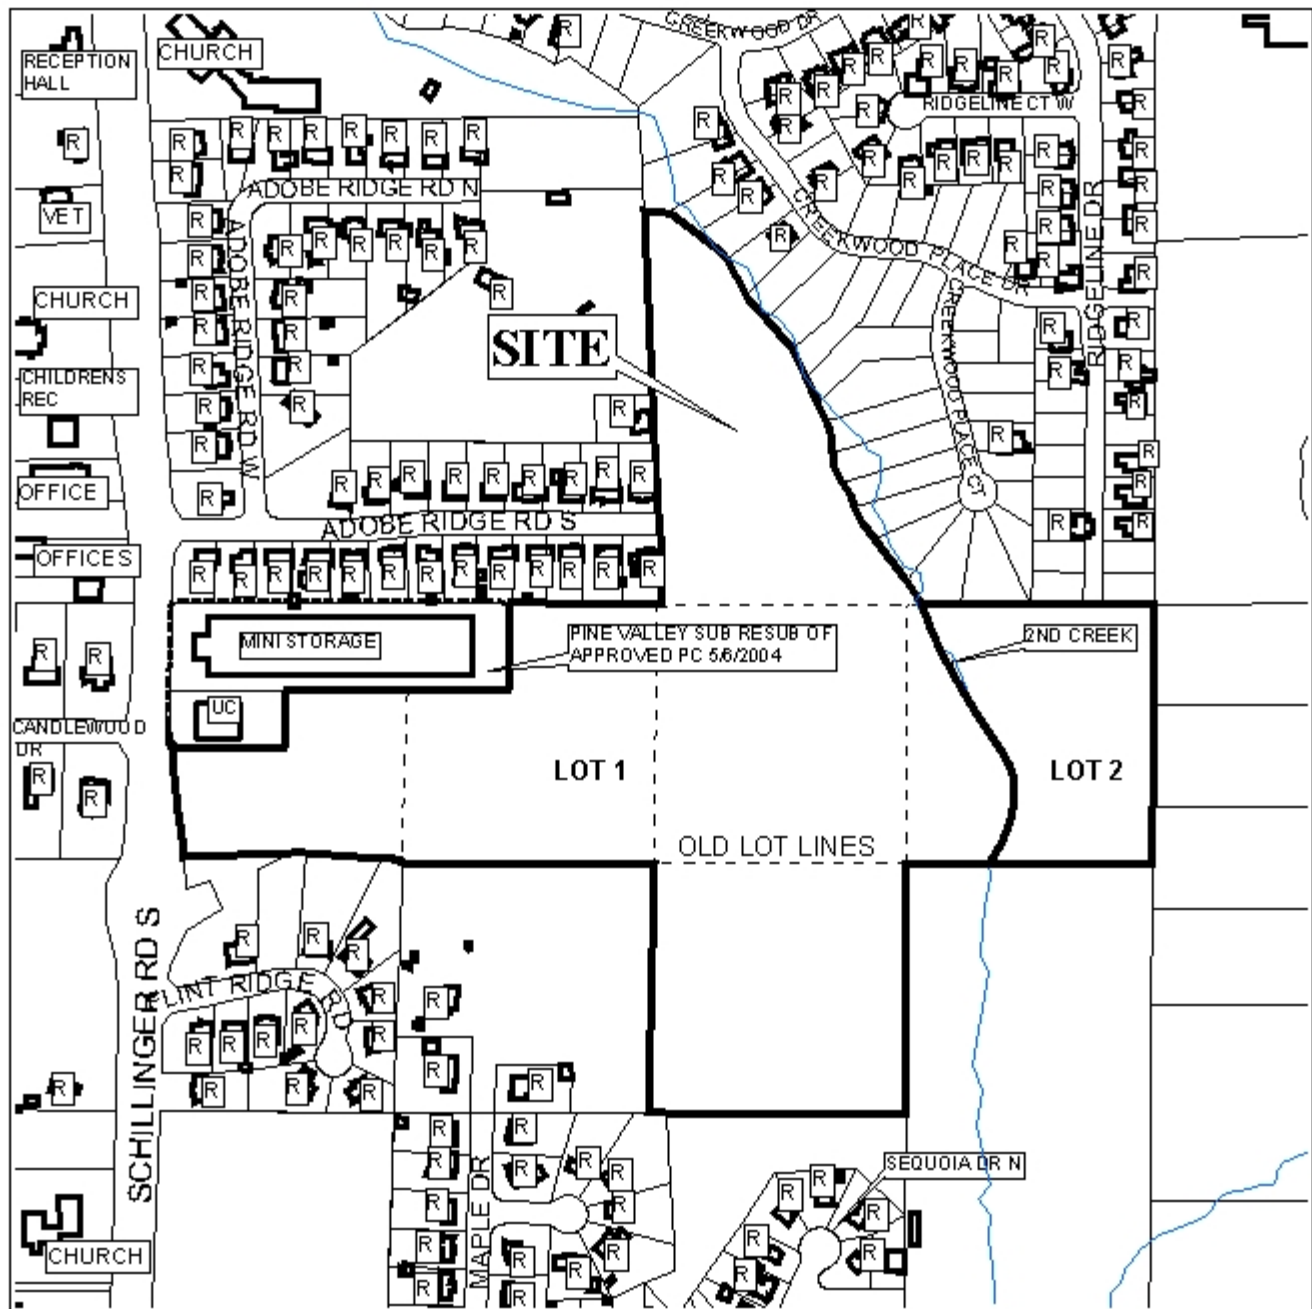 CREEKWOOD DR
RECEPTION
HALL
CHURCH
RIDGELINE CT W
VET
ADOBE RIDGE RD N
RIDGELINE DR
ADOBE RIDGE RD W
CREEKWOOD PLACE DR
CHURCH
SITE
CREEKWOOD PLACE CT
CHILDRENS
REC
OFFICE
ADOBE RIDGE RD S
OFFICES
MINI STORAGE
PINE VALLEY SUB RESUB OF
APPROVED PC 5/6/2004
2ND CREEK
UC
CANDLEWOOD
DR
LOT 1
LOT 2
OLD LOT LINES
SCHILLINGER RD S
FLINT RIDGE RD
MAPLE DR
SEQUOIA DR N
CHURCH
R